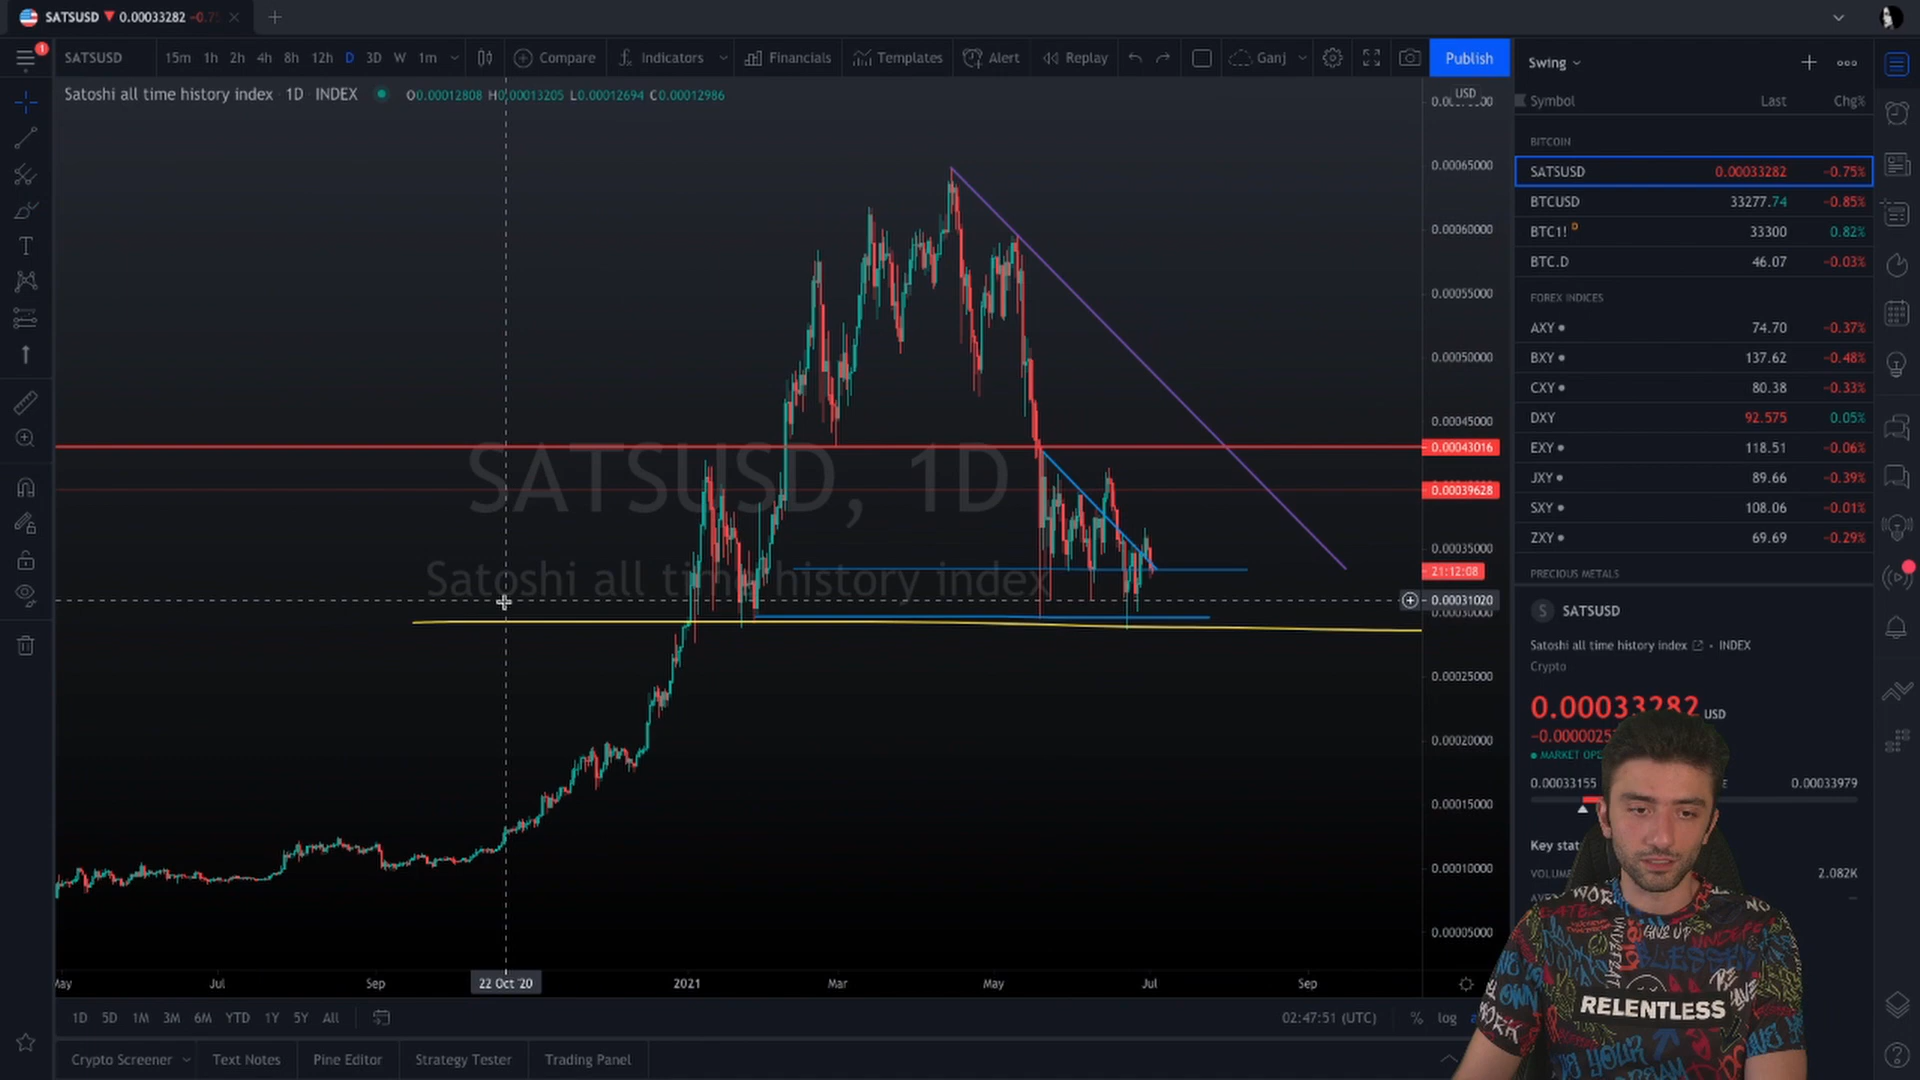 SATSUSD 0.00033282
SATSUSD 15m 1h 2h 4h 8h 12h D 3D W 1m Compare Indicators Financials Templates Alert Replay Ganj Publish
Satoshi all time history index · 1D · INDEX O0.00012808 H0.00013205 L0.00012694 C0.00012986
USD
0.00065000
0.00060000
0.00055000
0.00050000
0.00045000
0.00043016
0.00039628
0.00035000
21:12:08
0.00031020
0.00025000
0.00020000
0.00015000
0.00010000
0.00005000
SATSUSD, 1D
Satoshi all time history index
May Jul Sep 22 Oct '20 2021 Mar May Jul Sep
1D 5D 1M 3M 6M YTD 1Y 5Y All 02:47:51 (UTC) % log
Crypto Screener Text Notes Pine Editor Strategy Tester Trading Panel
Swing
Symbol Last Chg%
BITCOIN
SATSUSD 0.00033282 −0.75%
BTCUSD 33277.74 −0.85%
BTC1! D 33300 0.82%
BTC.D 46.07 −0.03%
FOREX INDICES
AXY 74.70 −0.37%
BXY 137.62 −0.48%
CXY 80.38 −0.33%
DXY 92.575 0.05%
EXY 118.51 −0.06%
JXY 89.66 −0.39%
SXY 108.06 −0.01%
ZXY 69.69 −0.29%
PRECIOUS METALS
S SATSUSD
Satoshi all time history index · INDEX
Crypto
0.00033282 USD
MARKET OPE
0.00033155 0.00033979
Key stat
VOLUM 2.082K
GIVE UP
RELENTLESS